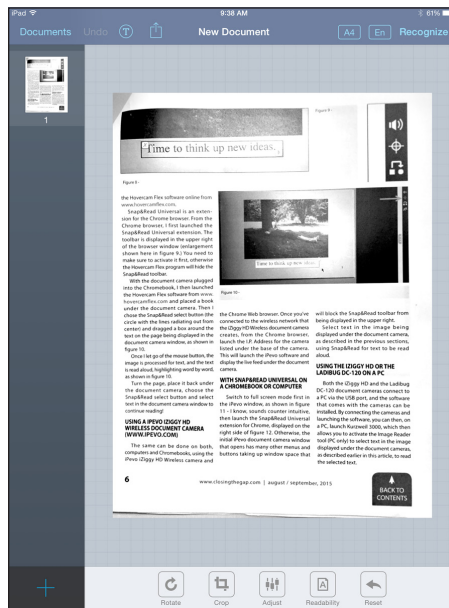 iPad
9:38 AM
61%
Documents
Undo
T
New Document
A4
En
Recognize
1
Figure 9 -
Time to think up new ideas.
Figure 8 -
the Hovercam Flex software online from
www.hovercamflex.com.
Snap&Read Universal is an exten-
sion for the Chrome browser. From the
Chrome browser, I first launched the
Snap&Read Universal extension. The
toolbar is displayed in the upper right
of the browser window (enlargement
shown here in figure 9.) You need to
make sure to activate it first, otherwise
the Hovercam Flex program will hide the
Snap&Read toolbar.
With the document camera plugged
into the Chromebook, I then launched
the Hovercam Flex software from www.
hovercamflex.com and placed a book
under the document camera. Then I
chose the Snap&Read select button (the
circle with the lines radiating out from
center) and dragged a box around the
text on the page being displayed in the
document camera window, as shown in
figure 10.
Once I let go of the mouse button, the
image is processed for text, and the text
is read aloud, highlighting word by word,
as shown in figure 10.
Turn the page, place it back under
the document camera, choose the
Snap&Read select button and select
text in the document camera window to
continue reading!
USING A IPEVO IZIGGY HD
WIRELESS DOCUMENT CAMERA
(WWW.IPEVO.COM)
The same can be done on both,
computers and Chromebooks, using the
iPevo iZiggy HD Wireless camera and
Time to think up new ideas.
Figure 10 -
the Chrome Web browser. Once you've
connected to the wireless network that
the iZiggy HD Wireless document camera
creates, from the Chrome browser,
launch the I.P. Address for the camera
listed under the base of the camera.
This will launch the iPevo software and
display the live feed under the document
camera.
WITH SNAP&READ UNIVERSAL ON
A CHROMEBOOK OR COMPUTER
Switch to full screen mode first in
the iPevo window, as shown in figure
11 - I know, sounds counter intuitive,
then launch the Snap&Read Universal
extension for Chrome, displayed on the
right side of figure 12. Otherwise, the
initial iPevo document camera window
that opens has many other menus and
buttons taking up window space that
will block the Snap&Read toolbar from
being displayed in the upper right.
Select text in the image being
displayed under the document camera,
as described in the previous sections,
using Snap&Read for text to be read
aloud.
USING THE IZIGGY HD OR THE
LADIBUG DC-120 ON A PC
Both the iZiggy HD and the Ladibug
DC-120 document cameras connect to
a PC via the USB port, and the software
that comes with the cameras can be
installed. By connecting the cameras and
launching the software, you can then, on
a PC, launch Kurzweil 3000, which then
allows you to activate the Image Reader
tool (PC only) to select text in the image
displayed under the document cameras,
as described earlier in this article, to read
the selected text.
6
www.closingthegap.com | august / september, 2015
BACK TO
CONTENTS
Rotate
Crop
Adjust
A
Readability
Reset